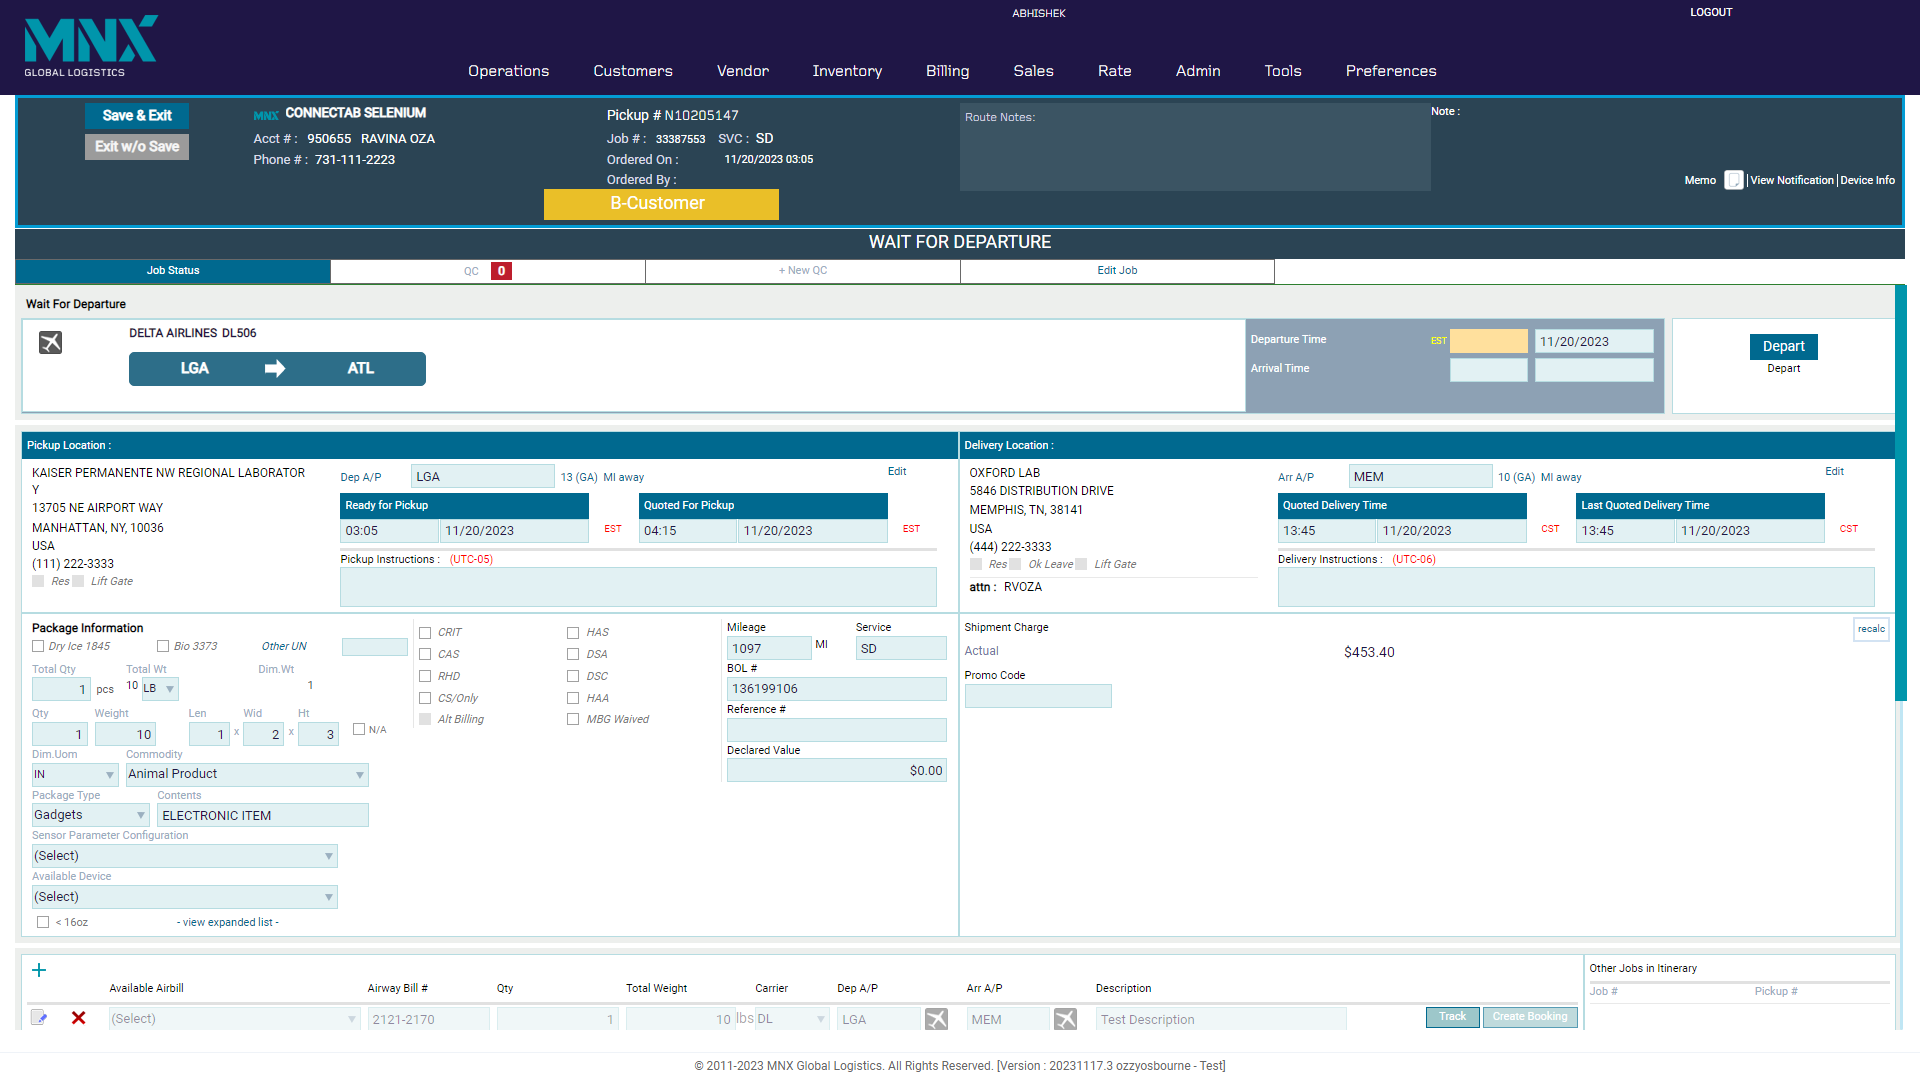 MNX
GLOBAL LOGISTICS
ABHISHEK
LOGOUT
Operations Customers Vendor Inventory Billing Sales Rate Admin Tools Preferences
Save & Exit
Exit w/o Save
MNX CONNECTAB SELENIUM
Acct # : 950655 RAVINA OZA
Phone # : 731-111-2223
Pickup # N10205147
Job # : 33387553 SVC : SD
Ordered On : 11/20/2023 03:05
Ordered By :
B-Customer
Route Notes:
Note :
Memo | View Notification | Device Info
WAIT FOR DEPARTURE
Job Status QC 0 + New QC Edit Job
Wait For Departure
DELTA AIRLINES DL506
LGA ATL
Departure Time EST 11/20/2023
Arrival Time
Depart
Depart
Pickup Location :
KAISER PERMANENTE NW REGIONAL LABORATOR
Y
13705 NE AIRPORT WAY
MANHATTAN, NY, 10036
USA
(111) 222-3333
Res Lift Gate
Dep A/P LGA 13 (GA) MI away Edit
Ready for Pickup Quoted For Pickup
03:05 11/20/2023 EST 04:15 11/20/2023 EST
Pickup Instructions : (UTC-05)
Delivery Location :
OXFORD LAB
5846 DISTRIBUTION DRIVE
MEMPHIS, TN, 38141
USA
(444) 222-3333
Res Ok Leave Lift Gate
attn : RVOZA
Arr A/P MEM 10 (GA) MI away Edit
Quoted Delivery Time Last Quoted Delivery Time
13:45 11/20/2023 CST 13:45 11/20/2023 CST
Delivery Instructions : (UTC-06)
Package Information
Dry Ice 1845 Bio 3373 Other UN
Total Qty Total Wt Dim.Wt
1 pcs 10 LB 1
Qty Weight Len Wid Ht
1 10 1 x 2 x 3 N/A
Dim.Uom Commodity
IN Animal Product
Package Type Contents
Gadgets ELECTRONIC ITEM
Sensor Parameter Configuration
(Select)
Available Device
(Select)
< 16oz - view expanded list -
CRIT HAS
CAS DSA
RHD DSC
CS/Only HAA
Alt Billing MBG Waived
Mileage Service
1097 MI SD
BOL #
136199106
Reference #
Declared Value
$0.00
Shipment Charge
recalc
Actual $453.40
Promo Code
Available Airbill Airway Bill # Qty Total Weight Carrier Dep A/P Arr A/P Description
(Select) 2121-2170 1 10 lbs DL LGA MEM Test Description Track Create Booking
Other Jobs in Itinerary
Job # Pickup #
© 2011-2023 MNX Global Logistics. All Rights Reserved. [Version : 20231117.3 ozzyosbourne - Test]